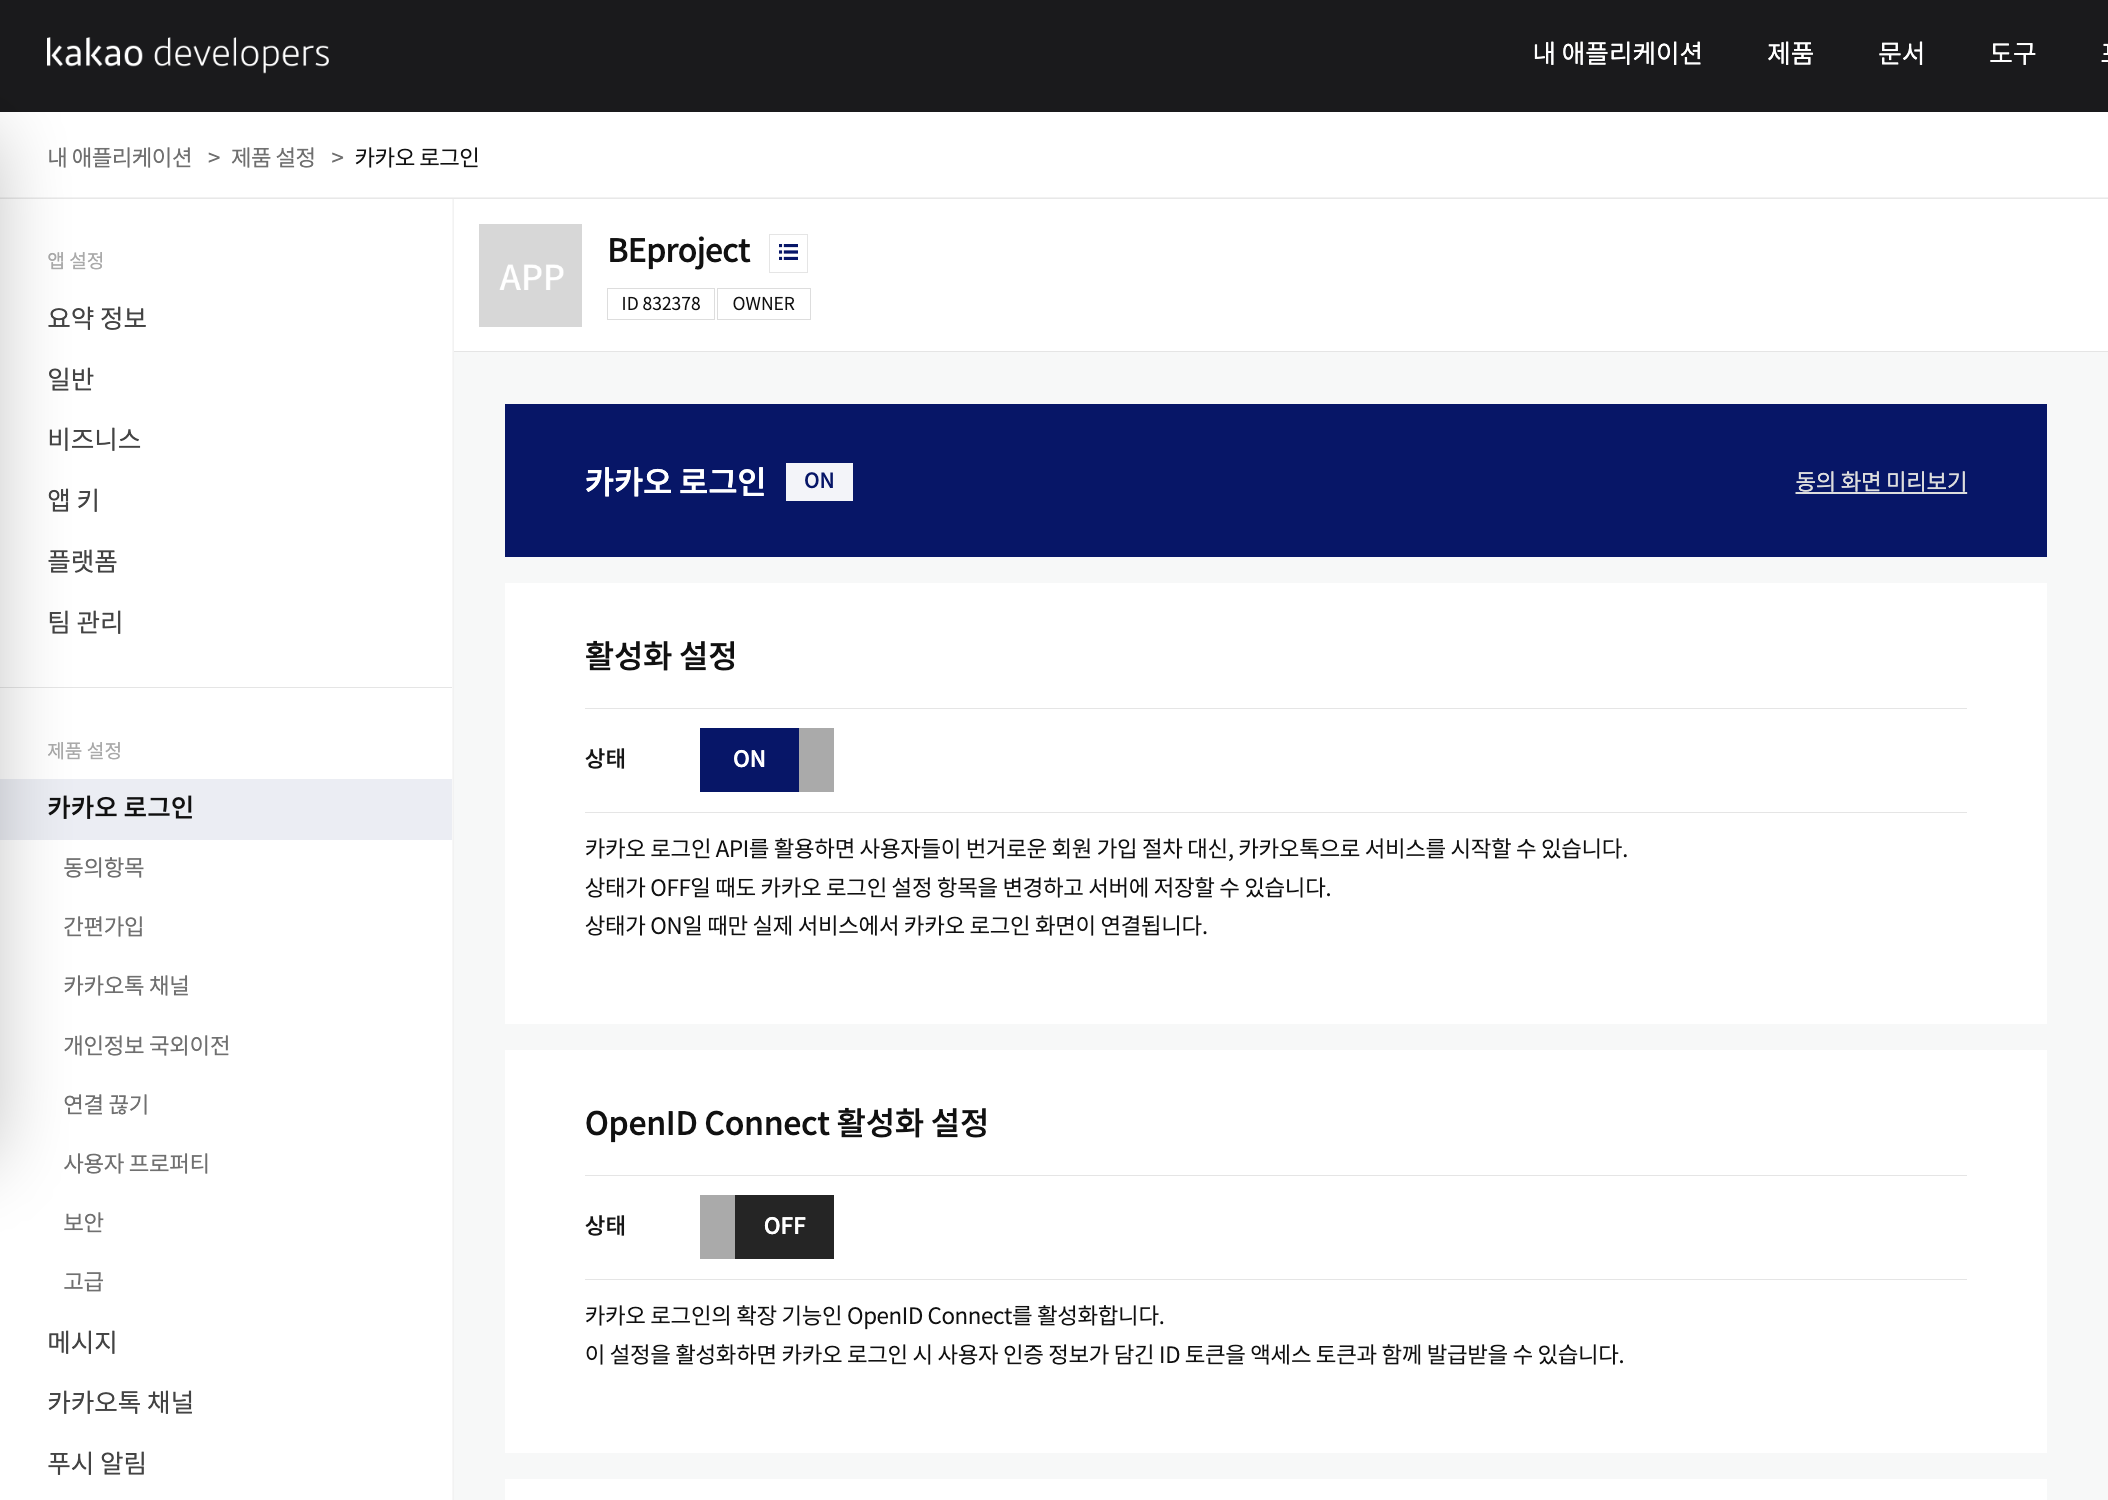 kakao developers
내 애플리케이션 제품 문서 도구
내 애플리케이션 > 제품 설정 > 카카오 로그인
앱 설정
요약 정보
일반
비즈니스
앱 키
플랫폼
팀 관리
제품 설정
카카오 로그인
동의항목
간편가입
카카오톡 채널
개인정보 국외이전
연결 끊기
사용자 프로퍼티
보안
고급
메시지
카카오톡 채널
푸시 알림
APP
BEproject
ID 832378 OWNER
카카오 로그인 ON
동의 화면 미리보기
활성화 설정
상태 ON
카카오 로그인 API를 활용하면 사용자들이 번거로운 회원 가입 절차 대신, 카카오톡으로 서비스를 시작할 수 있습니다.
상태가 OFF일 때도 카카오 로그인 설정 항목을 변경하고 서버에 저장할 수 있습니다.
상태가 ON일 때만 실제 서비스에서 카카오 로그인 화면이 연결됩니다.
OpenID Connect 활성화 설정
상태 OFF
카카오 로그인의 확장 기능인 OpenID Connect를 활성화합니다.
이 설정을 활성화하면 카카오 로그인 시 사용자 인증 정보가 담긴 ID 토큰을 액세스 토큰과 함께 발급받을 수 있습니다.